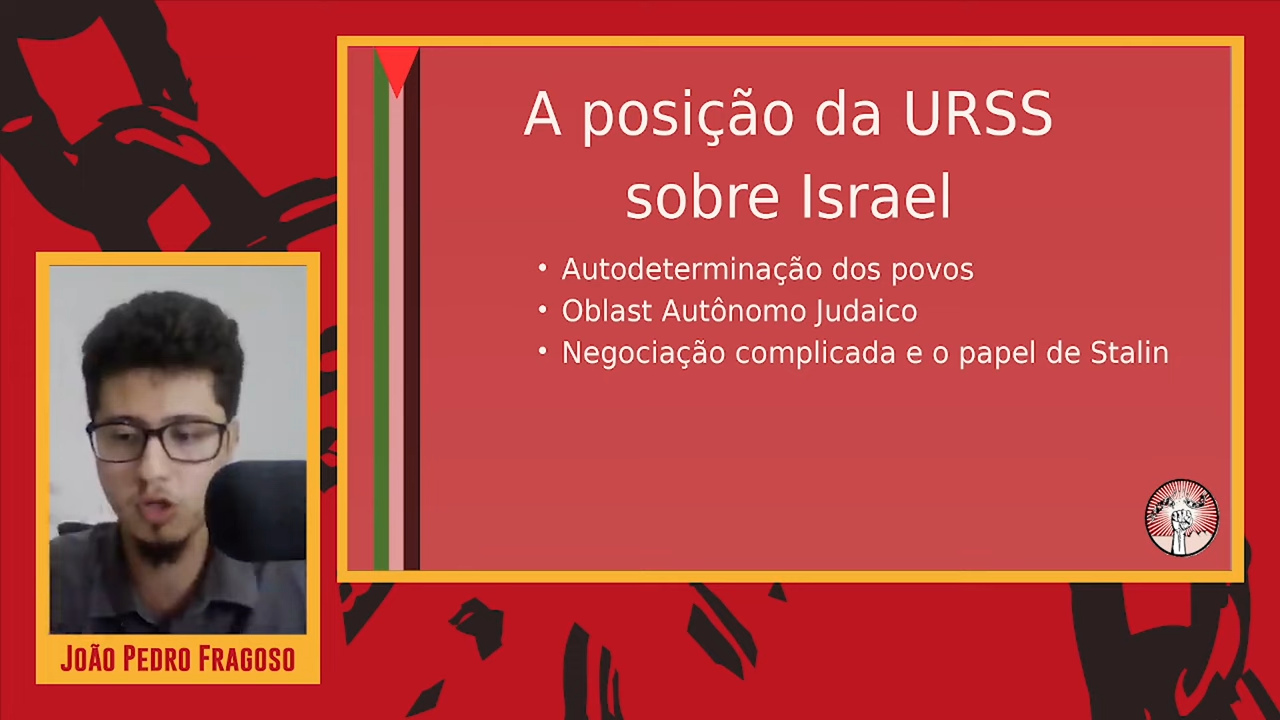 A posição da URSS
sobre Israel
• Autodeterminação dos povos
• Oblast Autônomo Judaico
• Negociação complicada e o papel de Stalin
João Pedro Fragoso